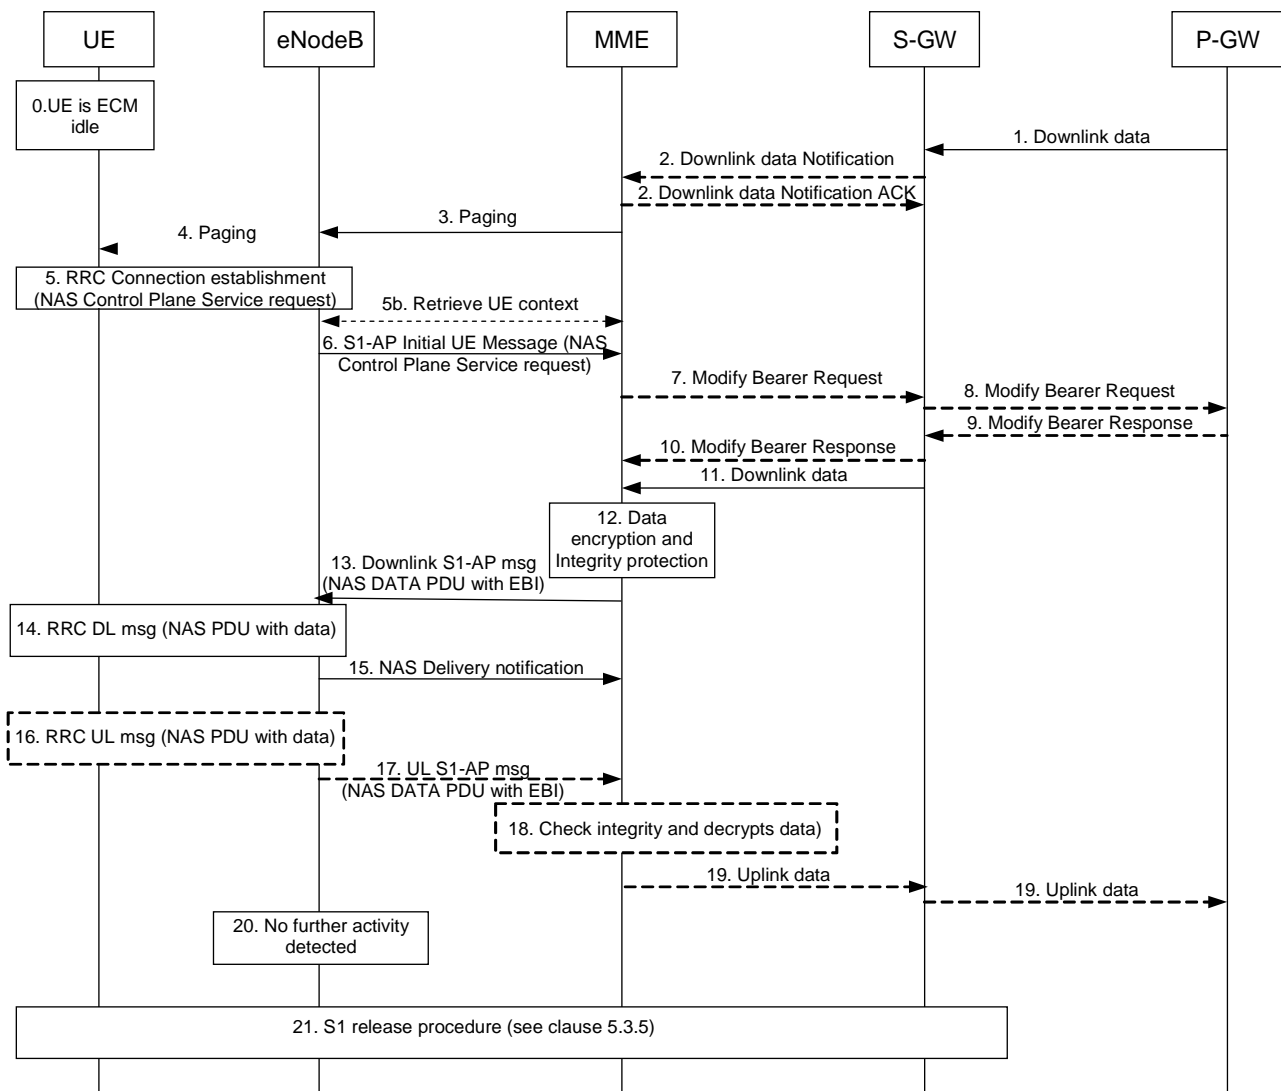 UE
eNodeB
MME
S-GW
P-GW
0.UE is ECM
idle
1. Downlink data
2. Downlink data Notification
2. Downlink data Notification ACK
3. Paging
4. Paging
5. RRC Connection establishment
(NAS Control Plane Service request)
5b. Retrieve UE context
6. S1-AP Initial UE Message (NAS
Control Plane Service request)
7. Modify Bearer Request
8. Modify Bearer Request
9. Modify Bearer Response
10. Modify Bearer Response
11. Downlink data
12. Data
encryption and
Integrity protection
13. Downlink S1-AP msg
(NAS DATA PDU with EBI)
14. RRC DL msg (NAS PDU with data)
15. NAS Delivery notification
16. RRC UL msg (NAS PDU with data)
17. UL S1-AP msg
(NAS DATA PDU with EBI)
18. Check integrity and decrypts data)
19. Uplink data
19. Uplink data
20. No further activity
detected
21. S1 release procedure (see clause 5.3.5)